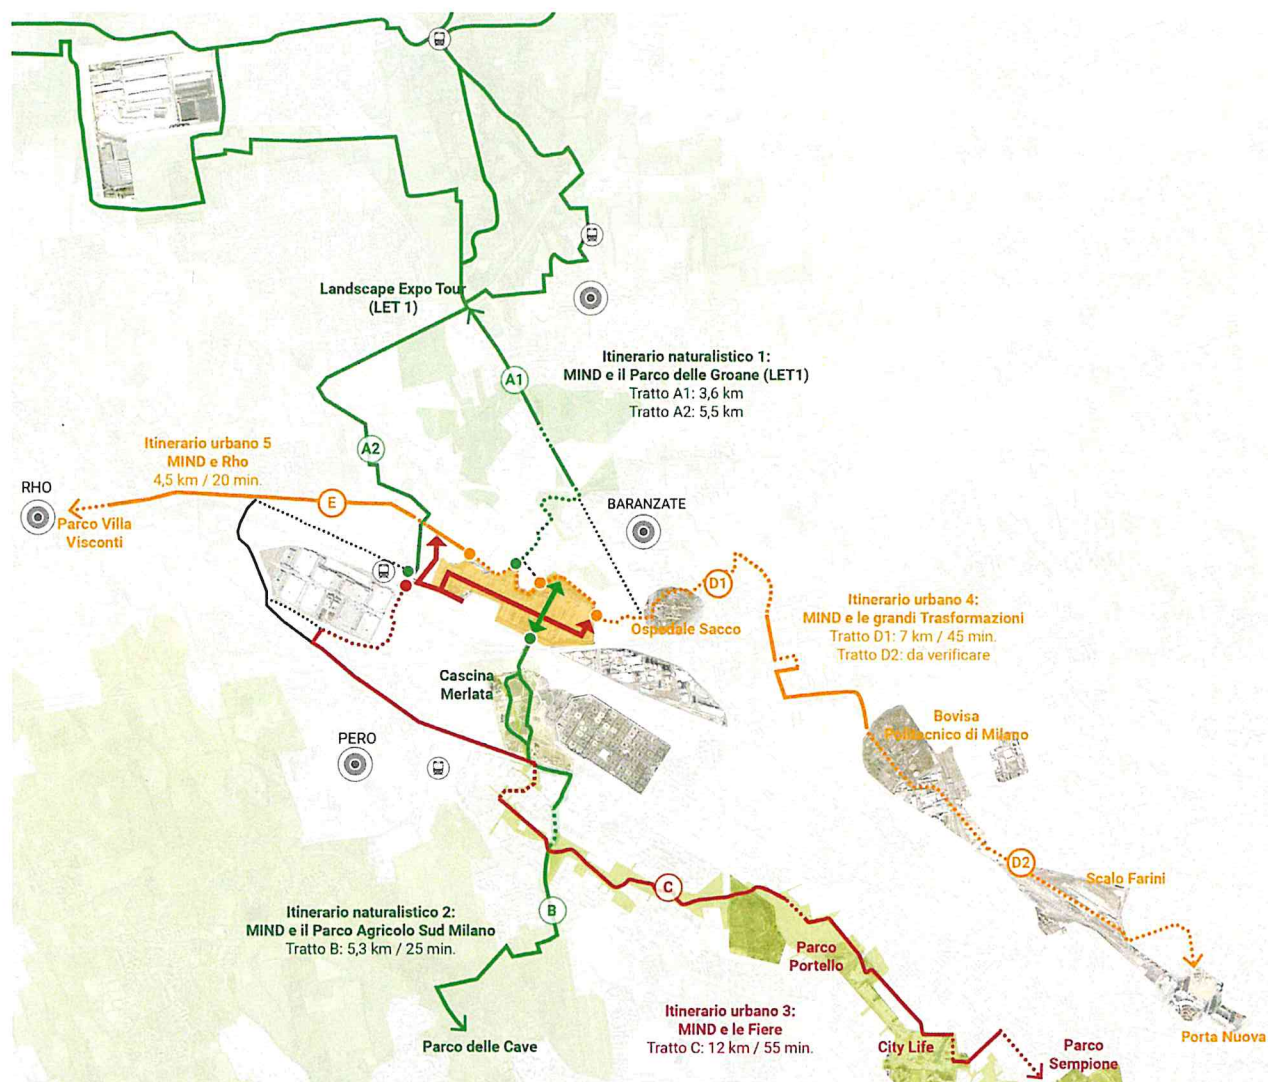 Landscape Expo Tour
(LET 1)
A1
Itinerario naturalistico 1:
MIND e il Parco delle Groane (LET1)
Tratto A1: 3,6 km
Tratto A2: 5,5 km
A2
Itinerario urbano 5
MIND e Rho
4,5 km / 20 min.
RHO
E
Parco Villa
Visconti
BARANZATE
D1
Ospedale Sacco
Itinerario urbano 4:
MIND e le grandi Trasformazioni
Tratto D1: 7 km / 45 min.
Tratto D2: da verificare
Cascina
Merlata
PERO
Bovisa
Politecnico di Milano
D2
Scalo Farini
C
B
Itinerario naturalistico 2:
MIND e il Parco Agricolo Sud Milano
Tratto B: 5,3 km / 25 min.
Parco
Portello
Itinerario urbano 3:
MIND e le Fiere
Tratto C: 12 km / 55 min.
Parco delle Cave
City Life
Parco
Sempione
Porta Nuova